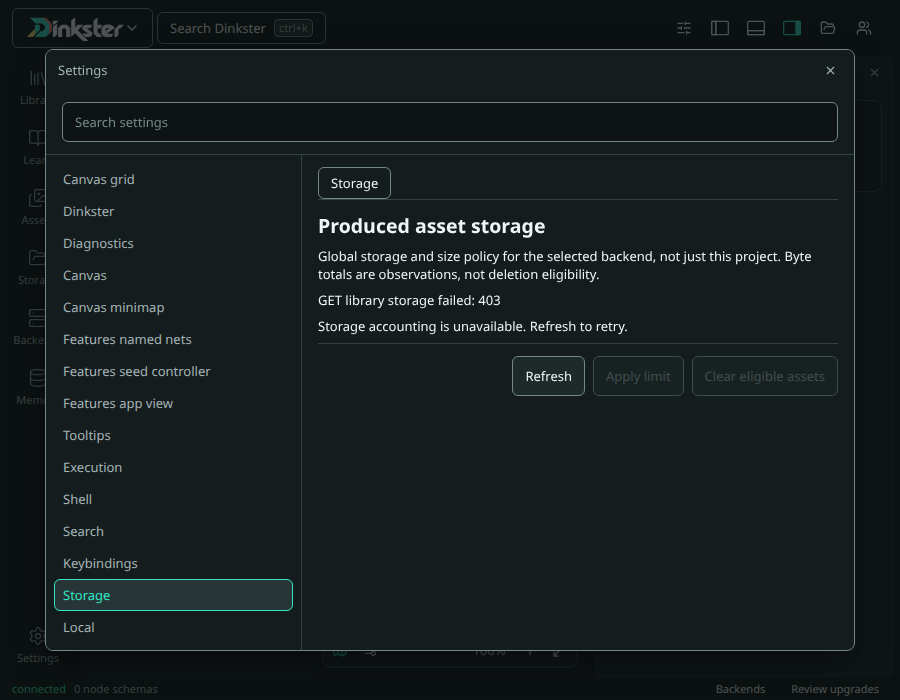 Dinkster
Search Dinkster ctrl+k
Settings
Search settings
Canvas grid
Dinkster
Diagnostics
Canvas
Canvas minimap
Features named nets
Features seed controller
Features app view
Tooltips
Execution
Shell
Search
Keybindings
Storage
Local
Storage
Produced asset storage
Global storage and size policy for the selected backend, not just this project. Byte
totals are observations, not deletion eligibility.
GET library storage failed: 403
Storage accounting is unavailable. Refresh to retry.
Refresh
Apply limit
Clear eligible assets
Settings
connected
0 node schemas
Backends
Review upgrades